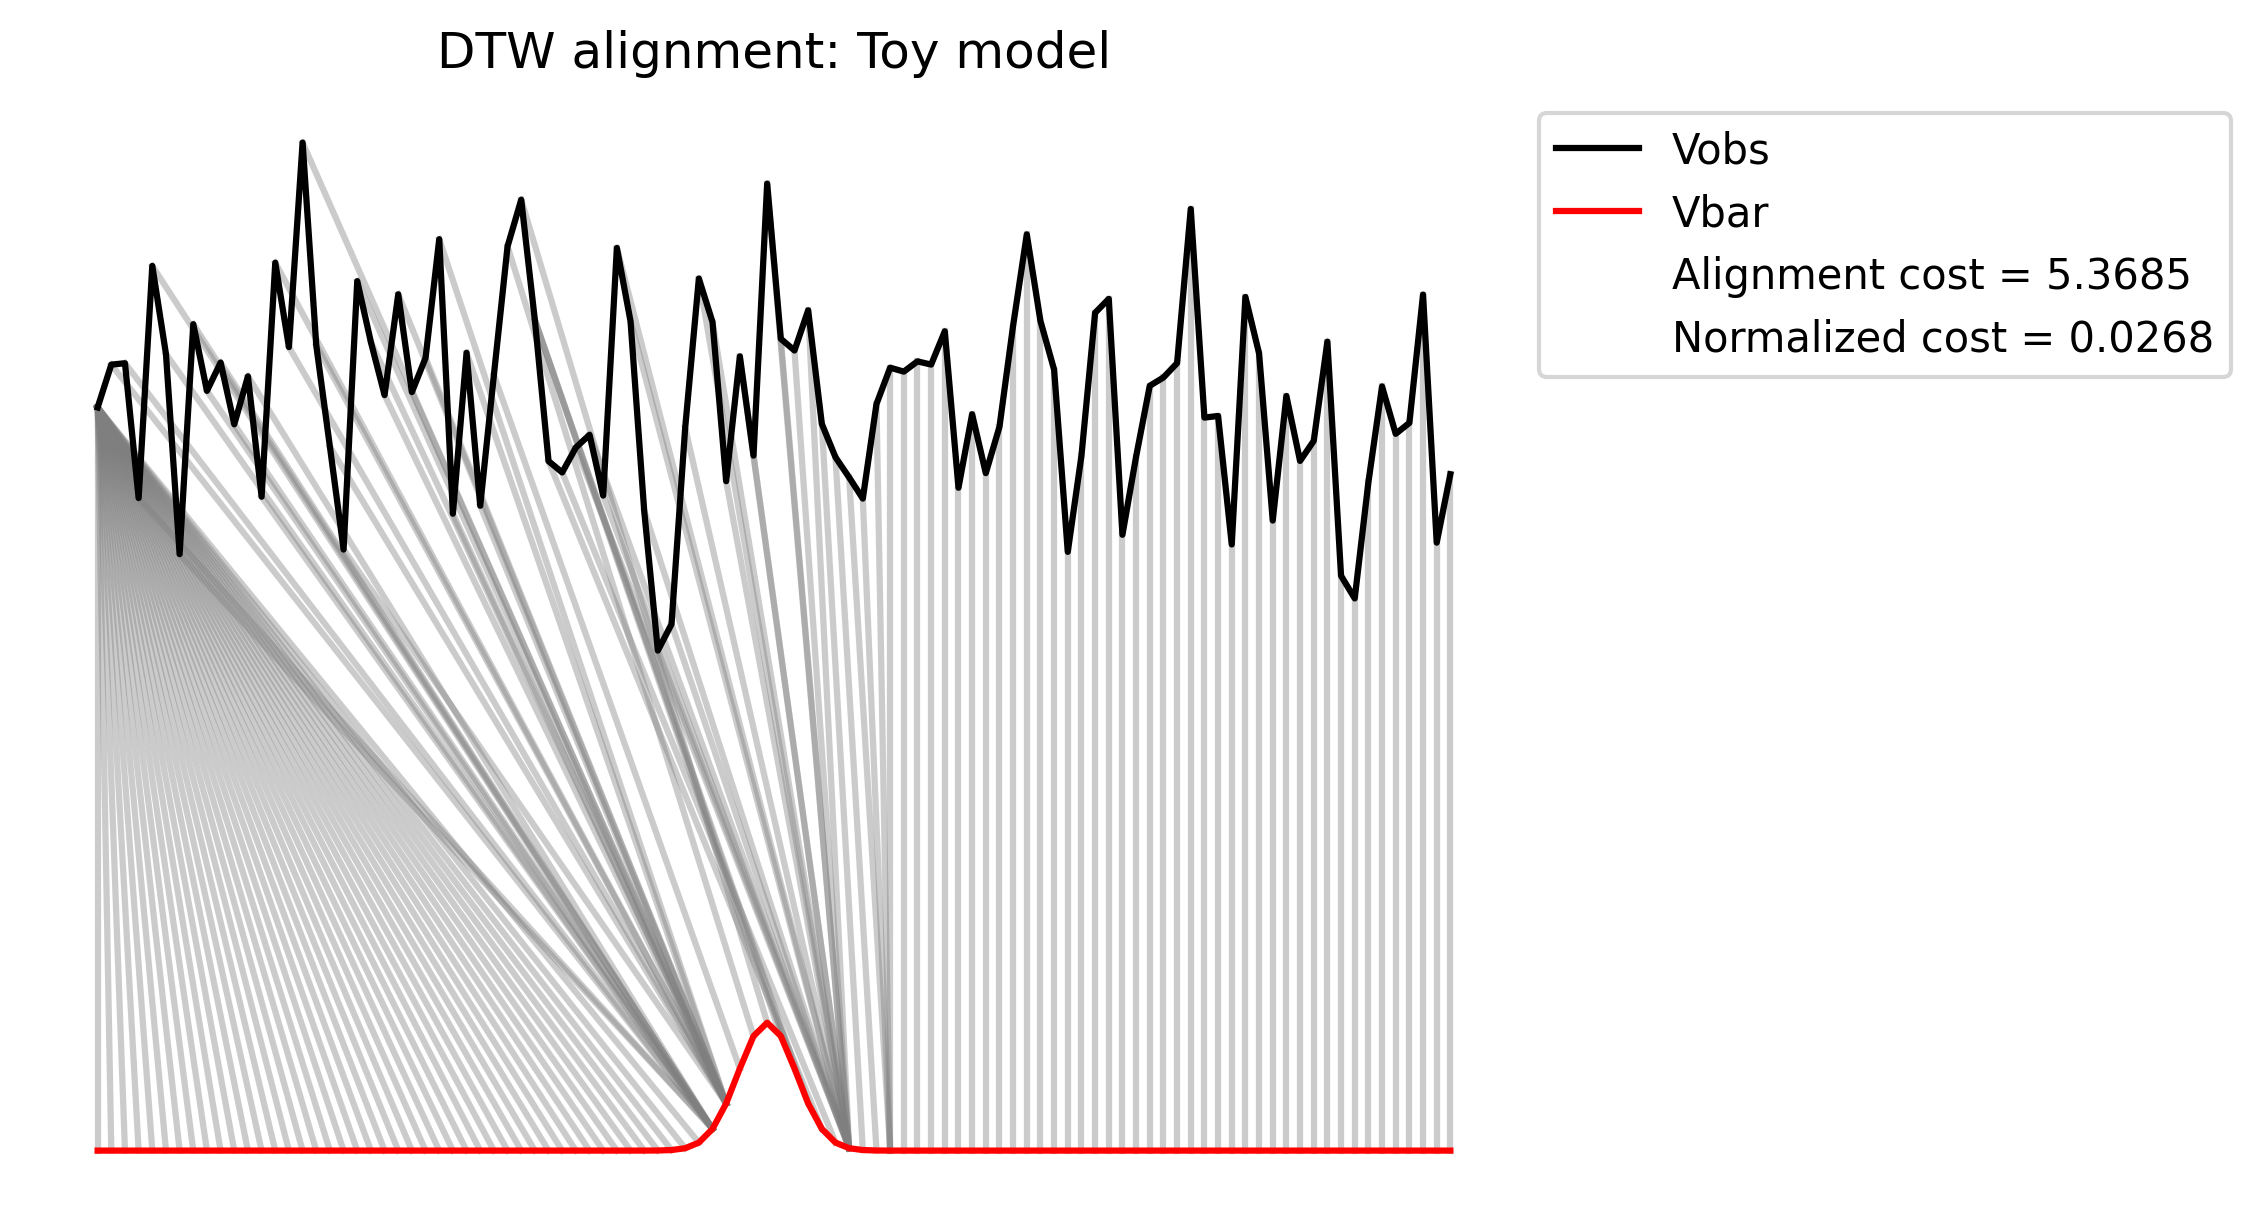 DTW alignment: Toy model
Vobs
Vbar
Alignment cost = 5.3685
Normalized cost = 0.0268